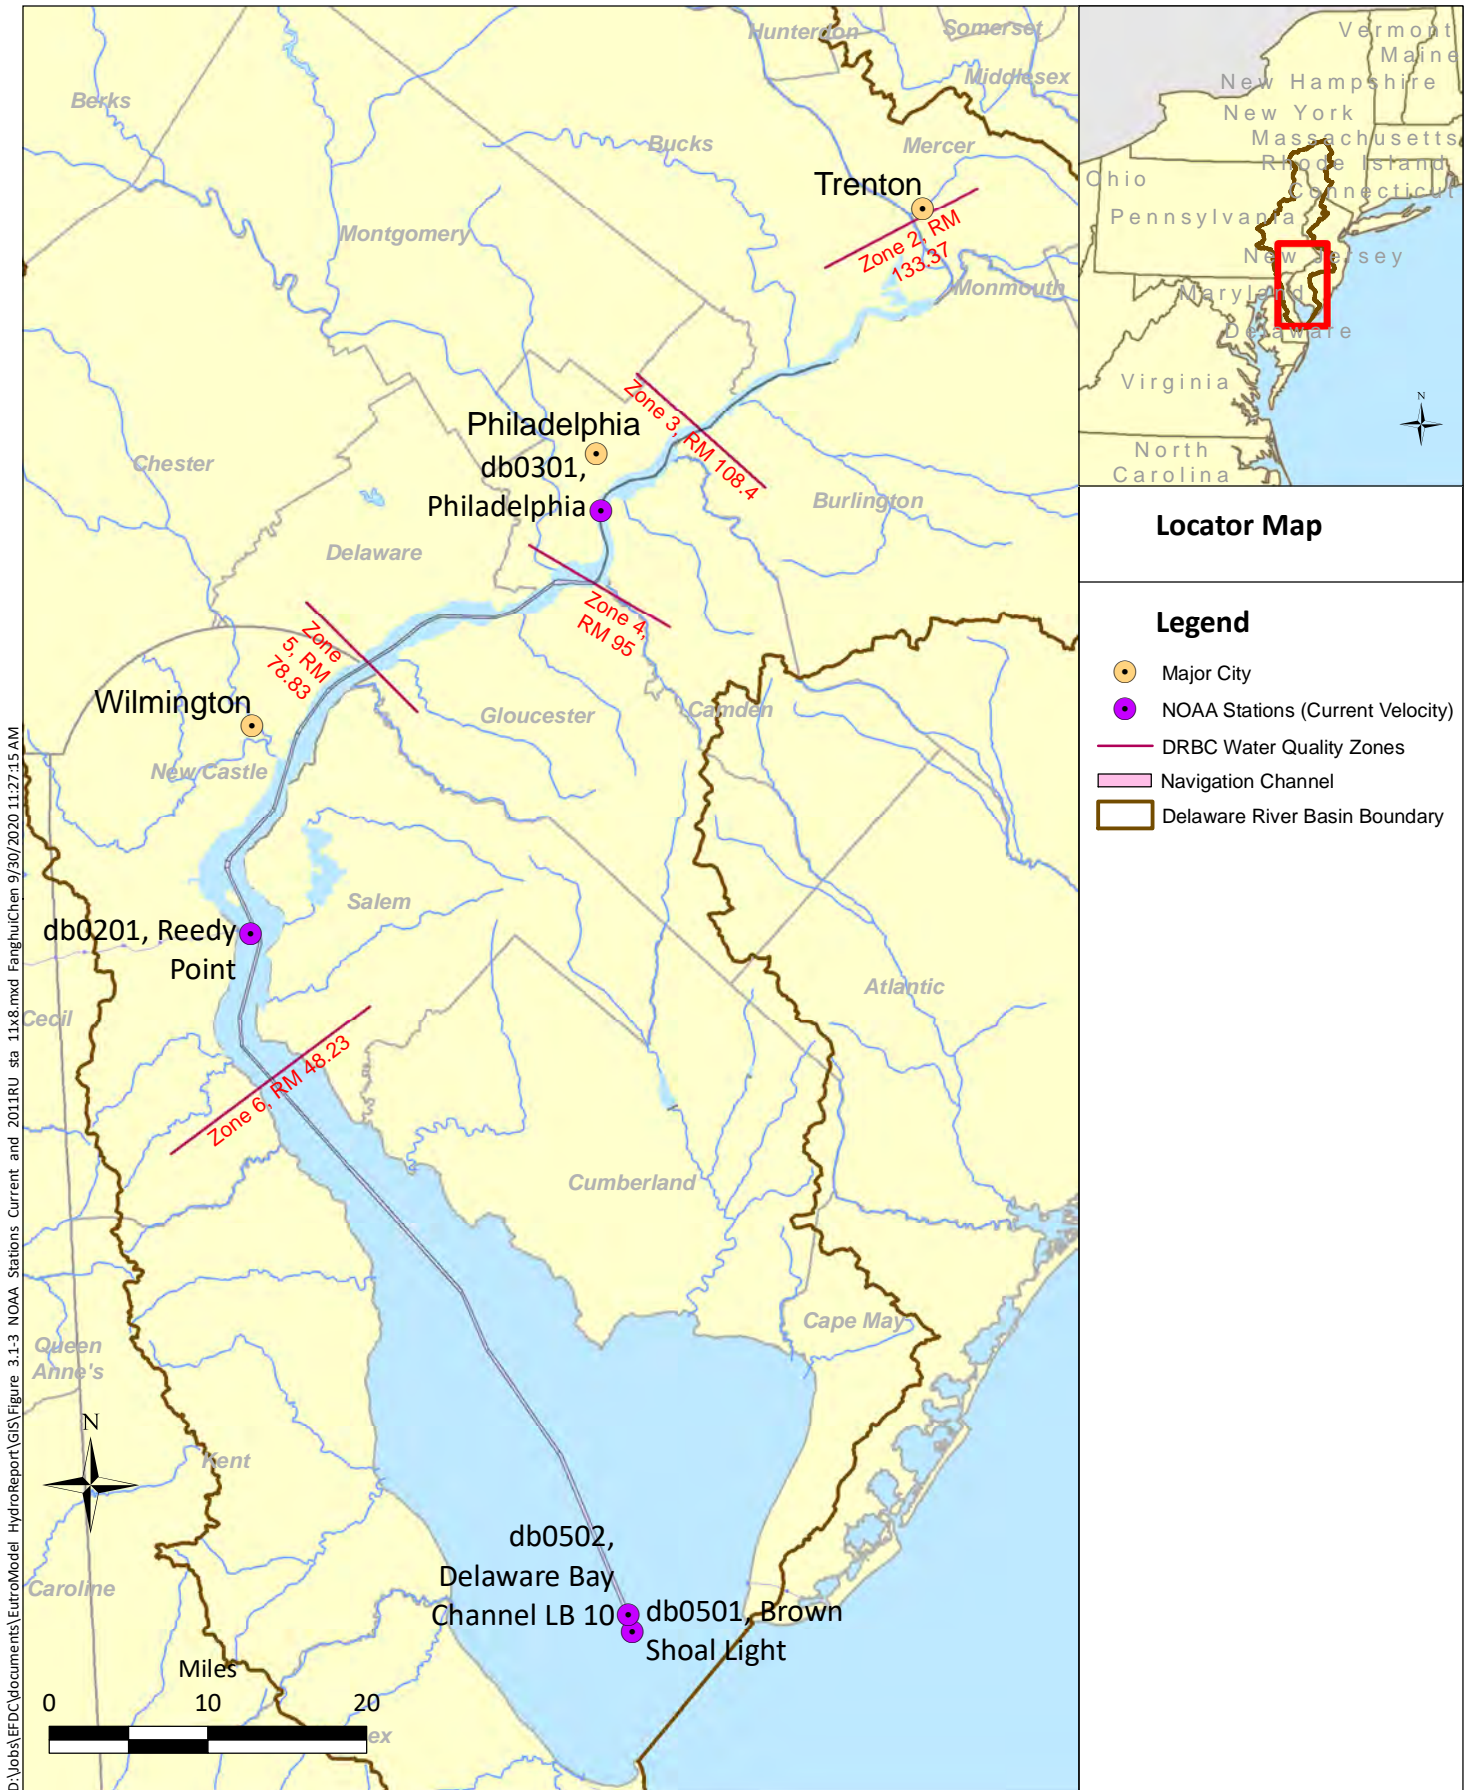 Hunterdon
Somerset
Middlesex
Berks
Bucks
Mercer
Trenton
Zone 2, RM
133.37
Montgomery
Monmouth
Zone 3, RM 108.4
Philadelphia
db0301,
Philadelphia
Chester
Burlington
Delaware
Zone 4,
RM 95
Zone
5, RM
78.83
Wilmington
Gloucester
Camden
New Castle
Salem
db0201, Reedy
Point
Atlantic
Cecil
Zone 6, RM 48.23
Cumberland
Cape May
Queen
Anne's
N
Kent
db0502,
Delaware Bay
Channel LB 10
db0501, Brown
Shoal Light
Caroline
Miles
0 10 20
ex
D:\Jobs\EFDC\documents\EutroModel HydroReport\GIS\Figure 3.1-3 NOAA Stations Current and 2011RU sta 11x8.mxd FanghuiChen 9/30/2020 11:27:15 AM
Vermont
Maine
New Hampshire
New York
Massachusetts
Rhode Island
Connecticut
Ohio
Pennsylvania
New Jersey
Maryland
Delaware
Virginia
North
Carolina
N
Locator Map
Legend
Major City
NOAA Stations (Current Velocity)
DRBC Water Quality Zones
Navigation Channel
Delaware River Basin Boundary